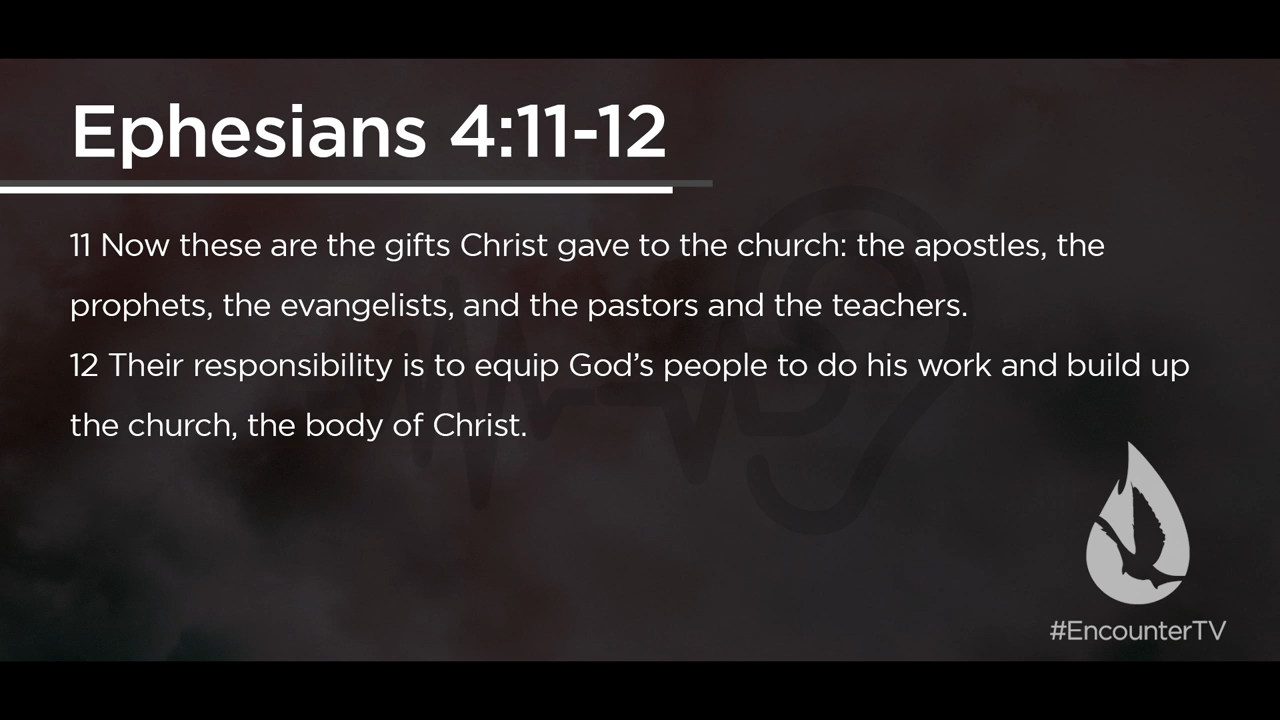 Ephesians 4:11-12
11 Now these are the gifts Christ gave to the church: the apostles, the
prophets, the evangelists, and the pastors and the teachers.
12 Their responsibility is to equip God’s people to do his work and build up
the church, the body of Christ.
#EncounterTV